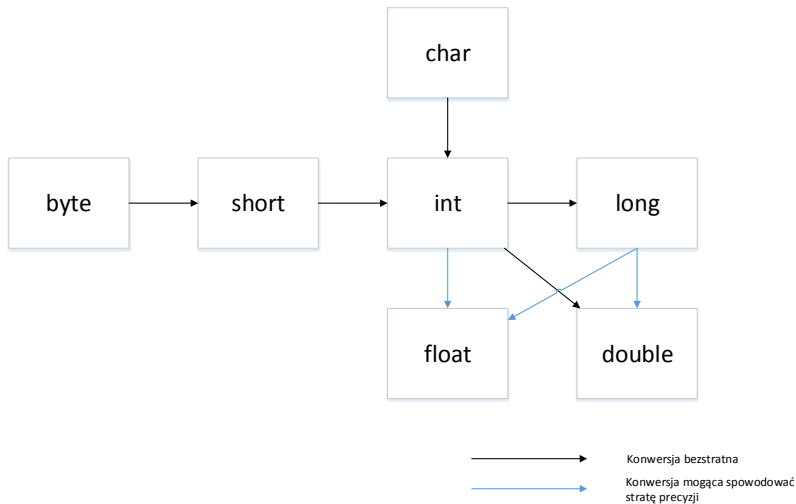 char
byte
short
int
long
float
double
Konwersja bezstratna
Konwersja mogąca spowodować
stratę precyzji